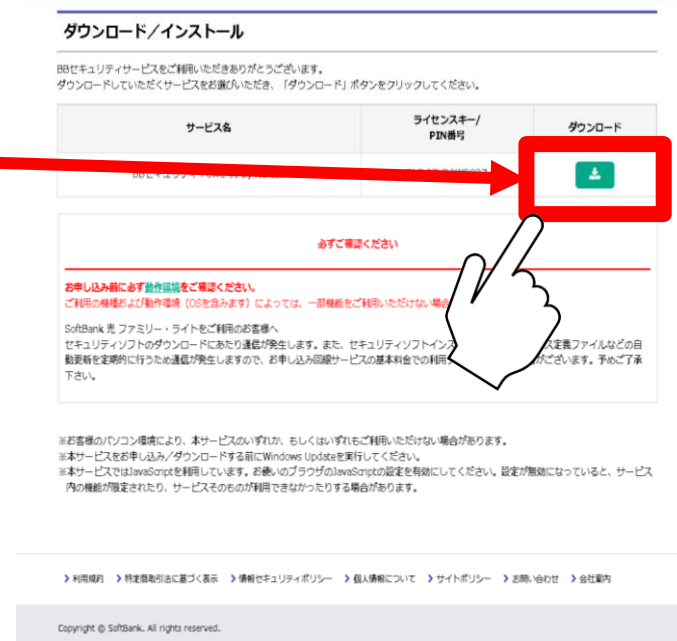 ダウンロード／インストール
BBセキュリティサービスをご利用いただきありがとうございます。
ダウンロードしていただくサービスをお選びいただき、「ダウンロード」ボタンをクリックしてください。
サービス名
ライセンスキー/
PIN番号
ダウンロード
BBセキュリティ
必ずご確認ください
お申し込み前に必ず動作環境をご確認ください。
ご利用の機種および動作環境（OSを含みます）によっては、一部機能をご利用いただけない場合
SoftBank 光 ファミリー・ライトをご利用のお客様へ
セキュリティソフトのダウンロードにあたり通信が発生します。また、セキュリティソフトインス 定義ファイルなどの自
動更新を定期的に行うため通信が発生しますので、お申し込み回線サービスの基本料金での利用 がございます。予めご了承
下さい。
※お客様のパソコン環境により、本サービスのいずれか、もしくはいずれもご利用いただけない場合があります。
※本サービスをお申し込み/ダウンロードする前にWindows Updateを実行してください。
※本サービスではJavaScriptを利用しています。お使いのブラウザのJavaScriptの設定を有効にしてください。設定が無効になっていると、サービス
内の機能が限定されたり、サービスそのものが利用できなかったりする場合があります。
利用規約 特定商取引法に基づく表示 情報セキュリティポリシー 個人情報について サイトポリシー お問い合わせ 会社案内
Copyright © SoftBank. All rights reserved.